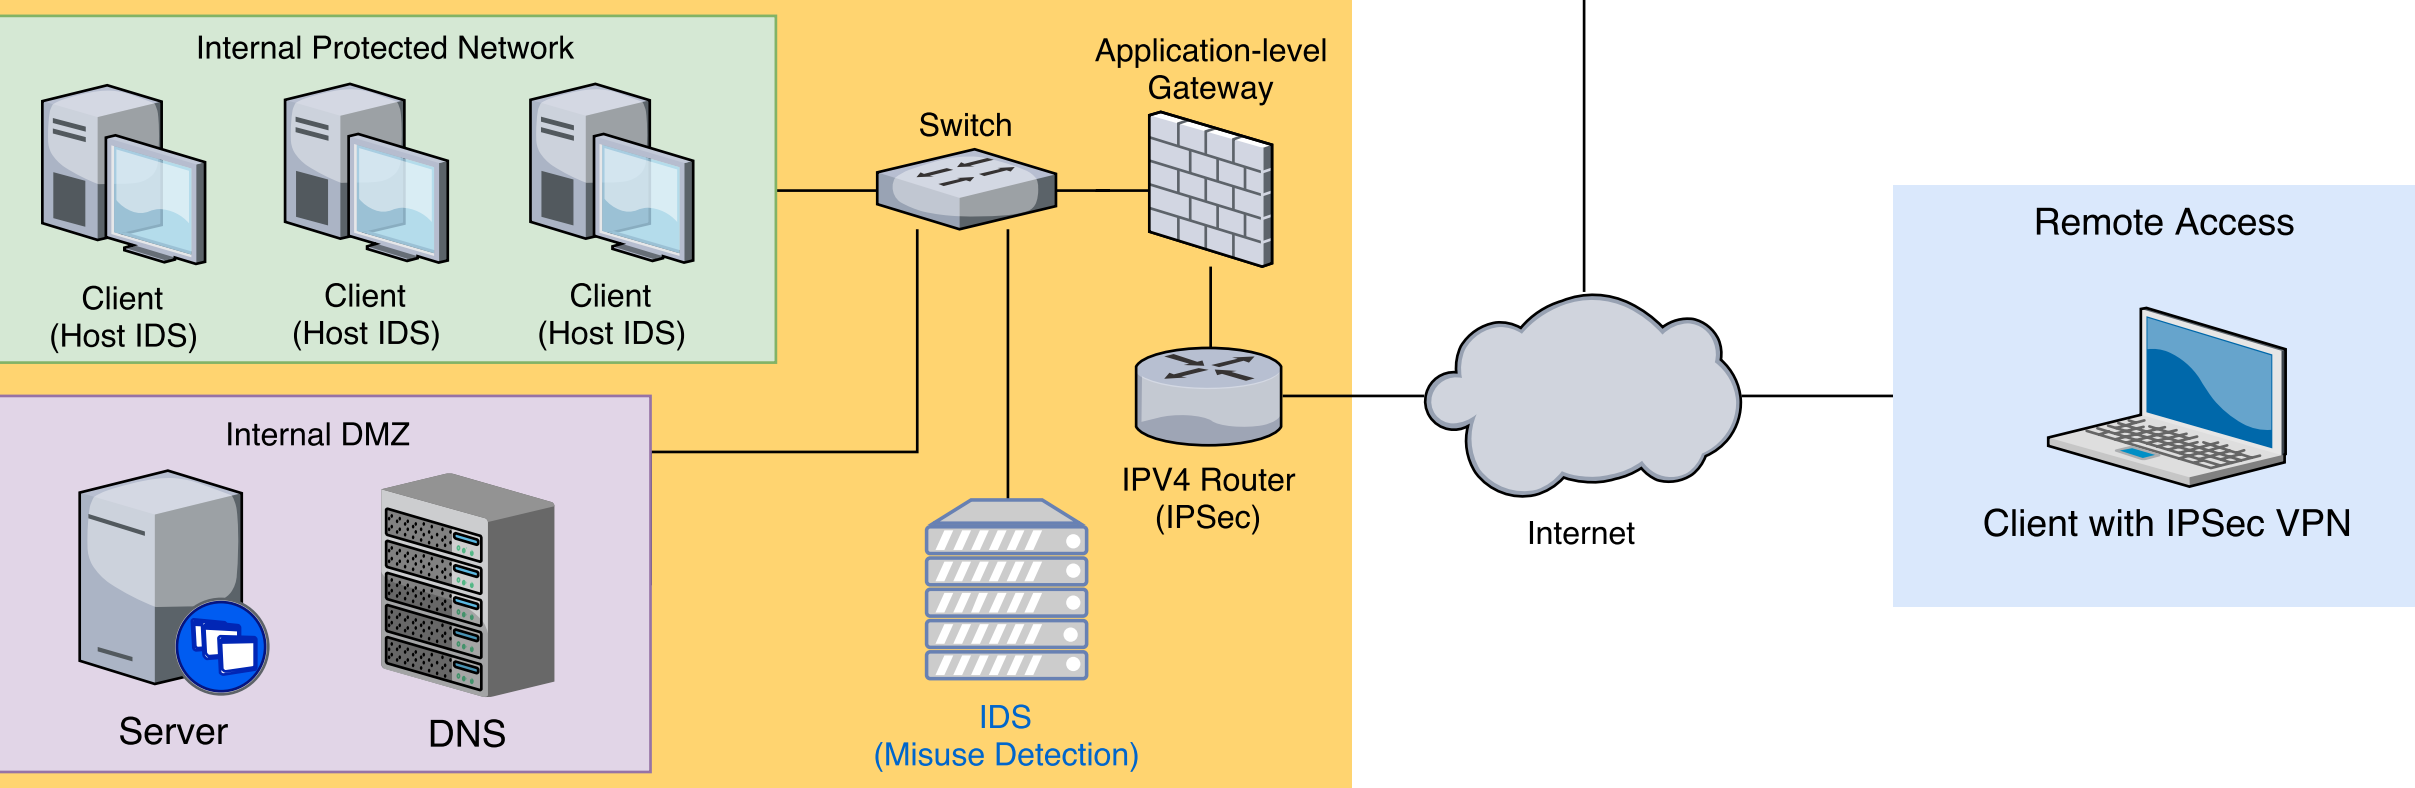 Internal Protected Network
Client
(Host IDS)
Client
(Host IDS)
Client
(Host IDS)
Switch
Application-level
Gateway
Internal DMZ
Server
DNS
IDS
(Misuse Detection)
IPV4 Router
(IPSec)
Internet
Remote Access
Client with IPSec VPN